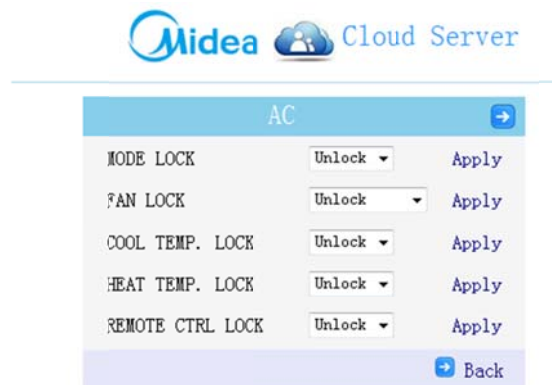 Midea Cloud Server
AC
MODE LOCK Unlock Apply
FAN LOCK Unlock Apply
COOL TEMP. LOCK Unlock Apply
HEAT TEMP. LOCK Unlock Apply
REMOTE CTRL LOCK Unlock Apply
Back